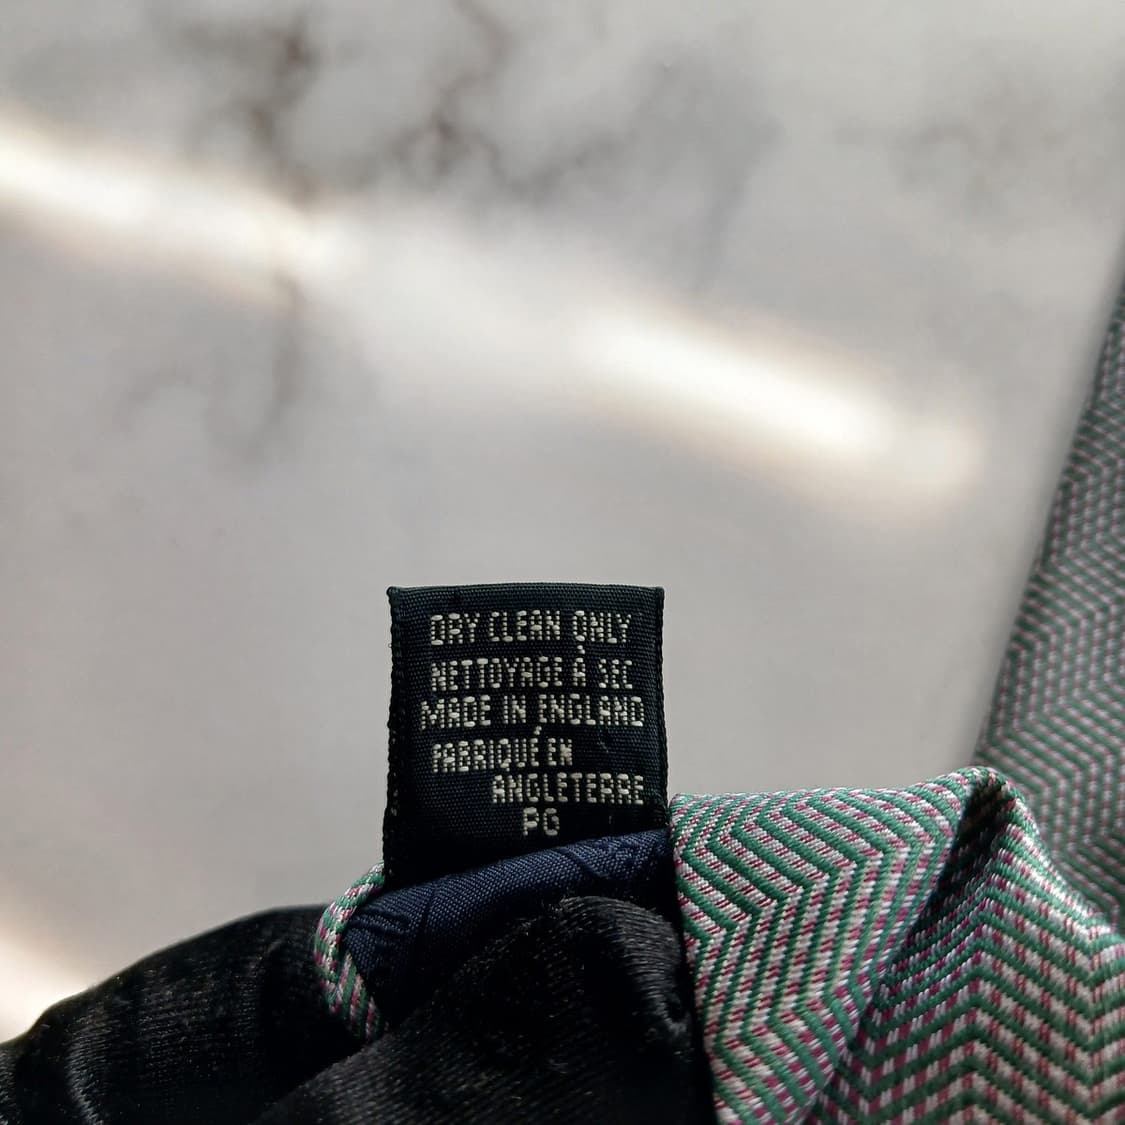 DRY CLEAN ONLY
NETTOYAGE À SEC
MADE IN ENGLAND
FABRIQUÉ EN
ANGLETERRE
PG